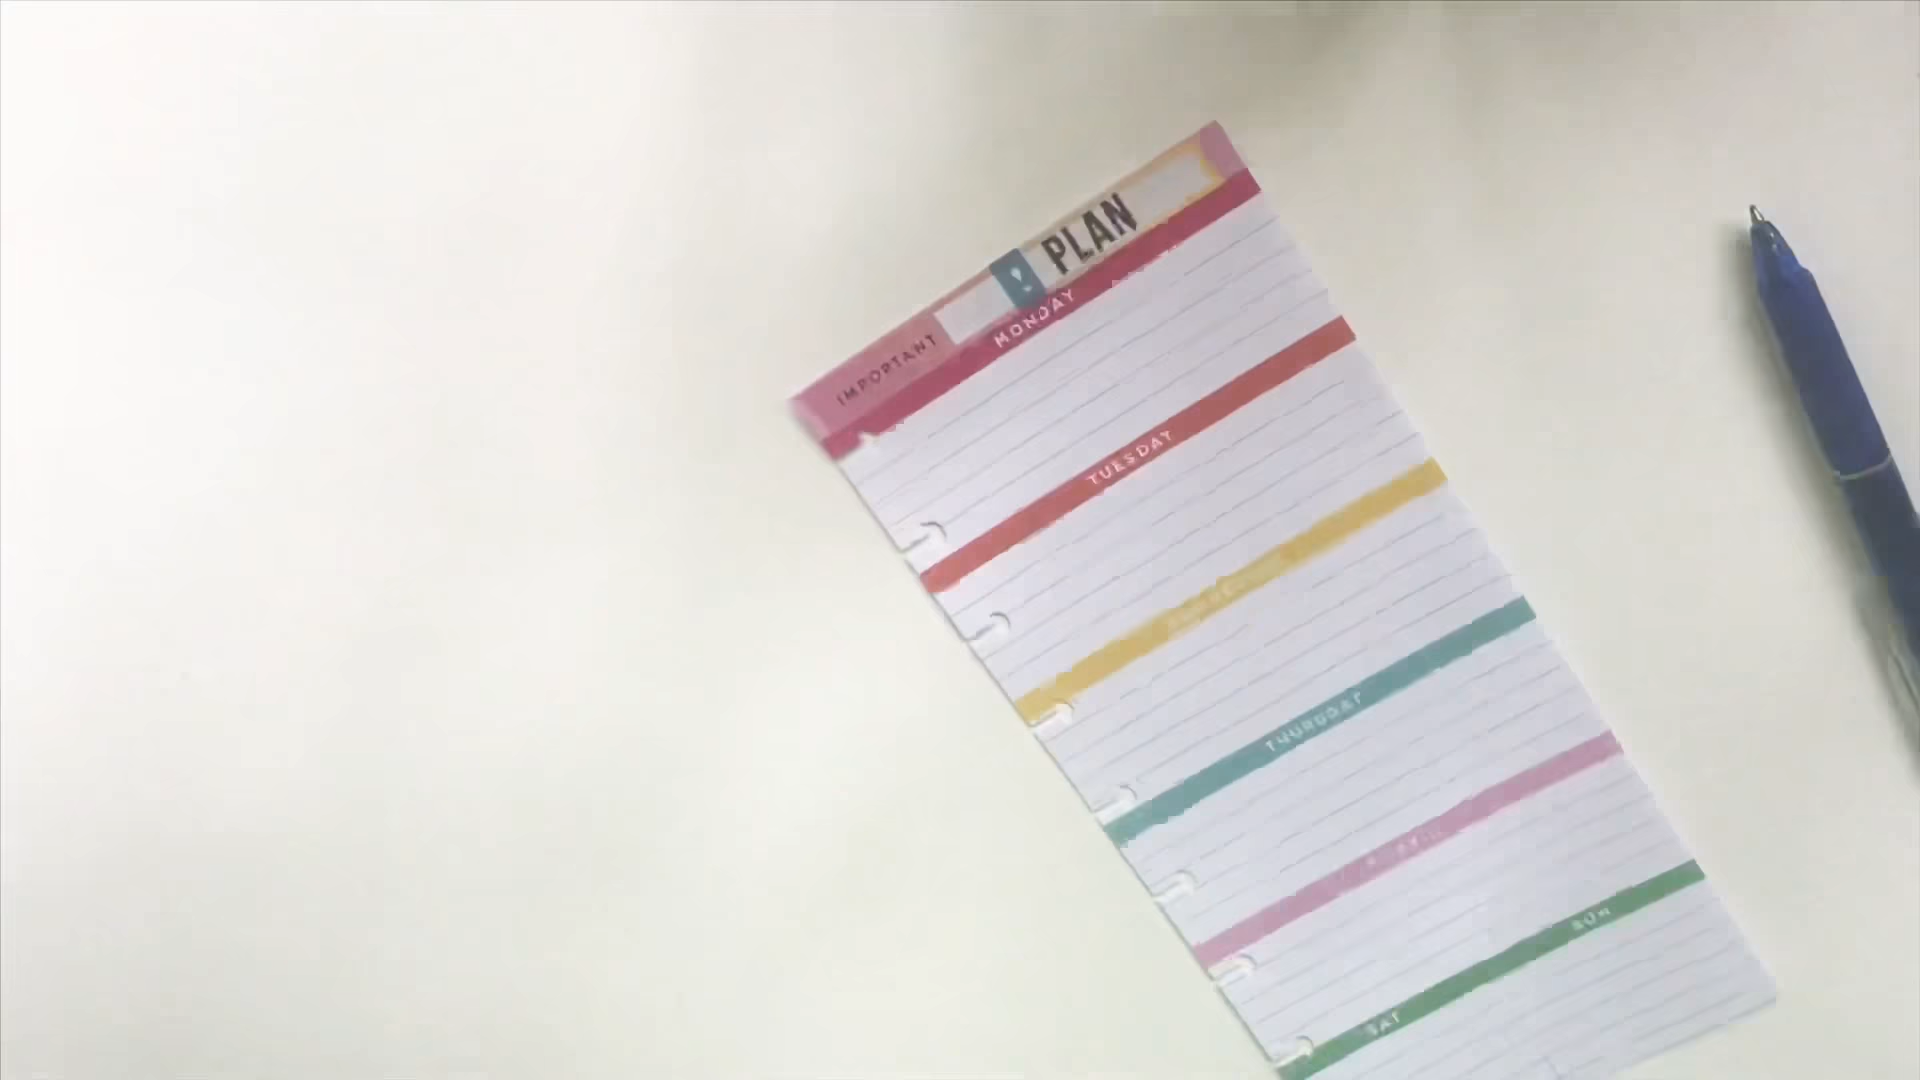 PLAN
IMPORTANT
MONDAY
TUESDAY
THURSDAY
SAT SUN